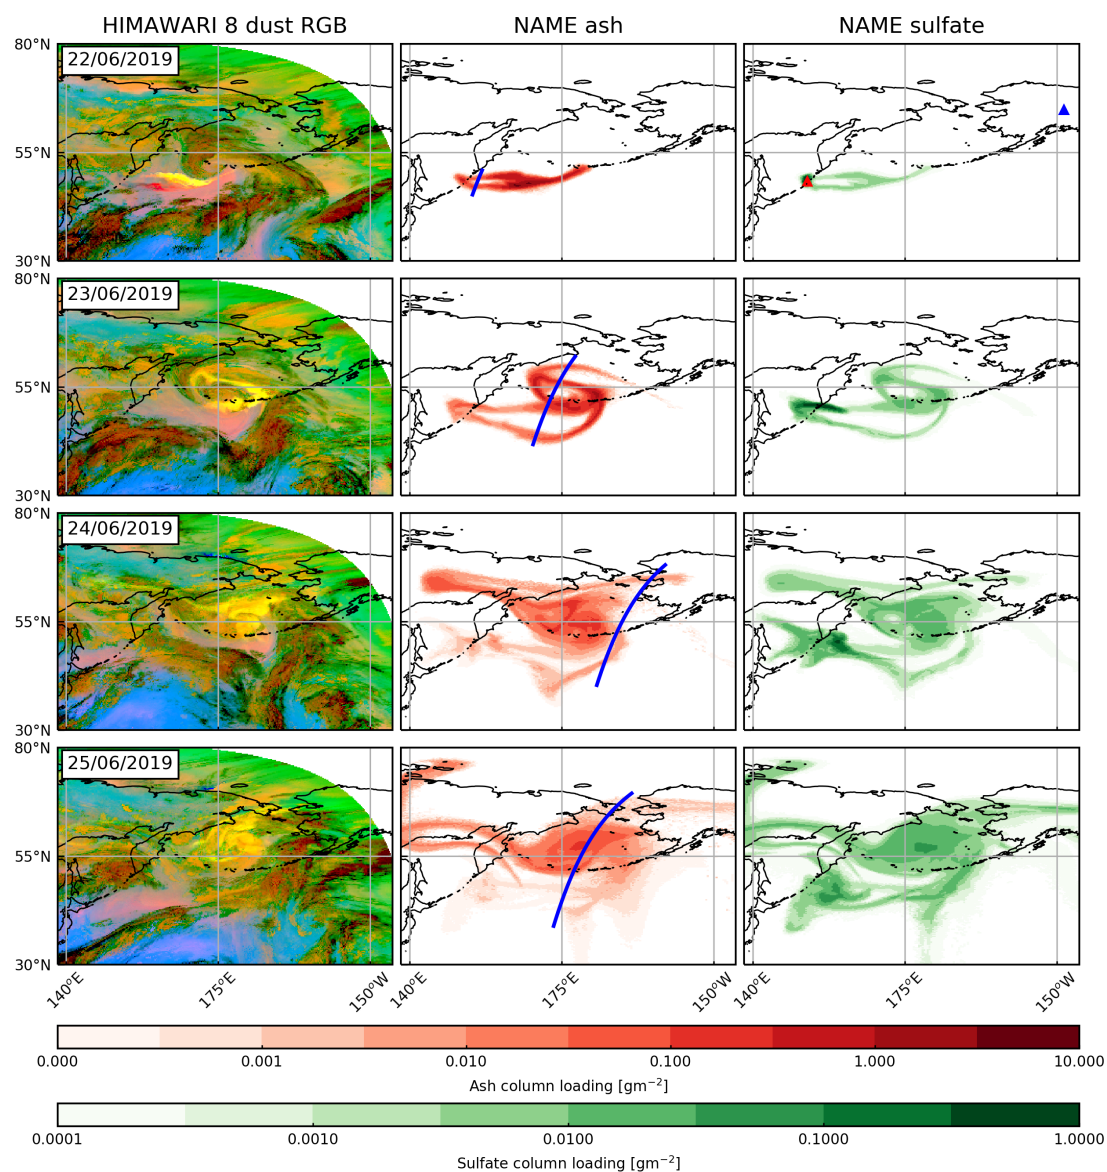 HIMAWARI 8 dust RGB NAME ash NAME sulfate
80°N
22/06/2019
55°N
30°N
80°N
23/06/2019
55°N
30°N
80°N
24/06/2019
55°N
30°N
80°N
25/06/2019
55°N
30°N
140°E 175°E 150°W 140°E 175°E 140°E 175°E 150°W
0.000 0.001 0.010 0.100 1.000 10.000
Ash column loading [gm⁻²]
0.0001 0.0010 0.0100 0.1000 1.0000
Sulfate column loading [gm⁻²]